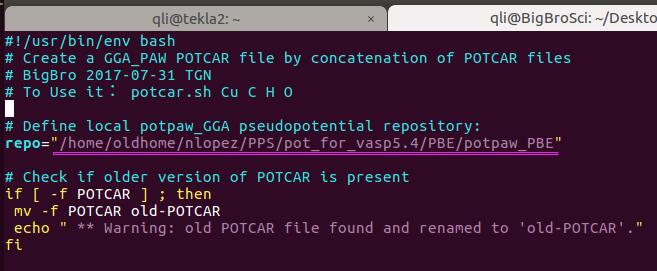 qli@tekla2: ~
×
qli@BigBroSci: ~/Deskto
#!/usr/bin/env bash
# Create a GGA_PAW POTCAR file by concatenation of POTCAR files
# BigBro 2017-07-31 TGN
# To Use it： potcar.sh Cu C H O
# Define local potpaw_GGA pseudopotential repository:
repo="/home/oldhome/nlopez/PPS/pot_for_vasp5.4/PBE/potpaw_PBE"
# Check if older version of POTCAR is present
if [ -f POTCAR ] ; then
 mv -f POTCAR old-POTCAR
 echo " ** Warning: old POTCAR file found and renamed to 'old-POTCAR'."
fi